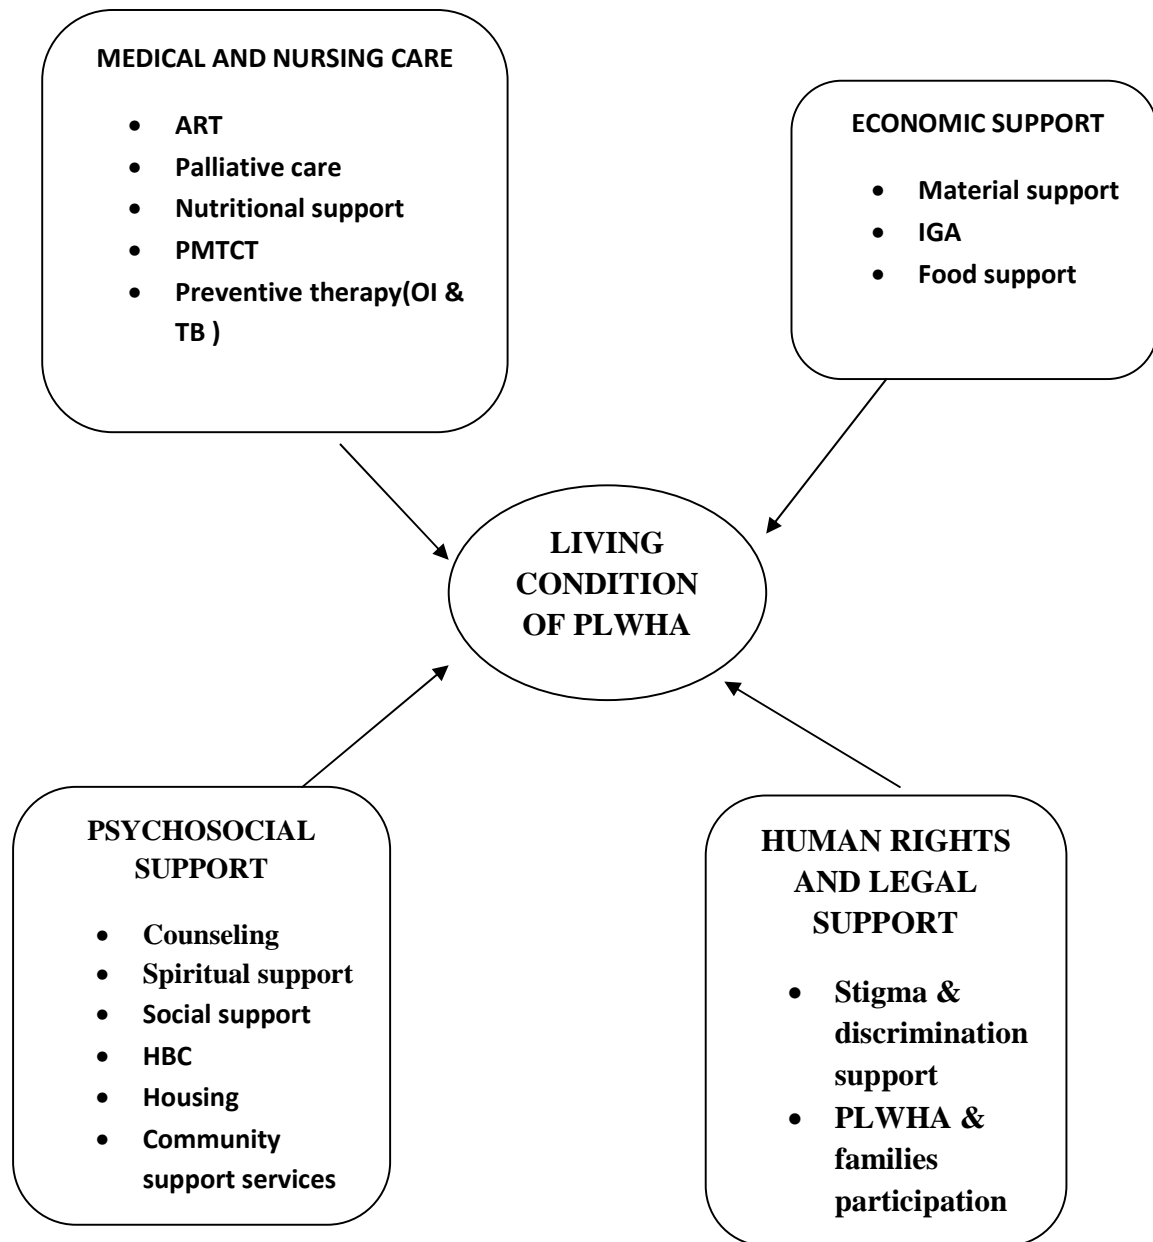 MEDICAL AND NURSING CARE
• ART
• Palliative care
• Nutritional support
• PMTCT
• Preventive therapy(OI &
TB )
ECONOMIC SUPPORT
• Material support
• IGA
• Food support
LIVING
CONDITION
OF PLWHA
PSYCHOSOCIAL
SUPPORT
• Counseling
• Spiritual support
• Social support
• HBC
• Housing
• Community
support services
HUMAN RIGHTS
AND LEGAL
SUPPORT
• Stigma &
discrimination
support
• PLWHA &
families
participation